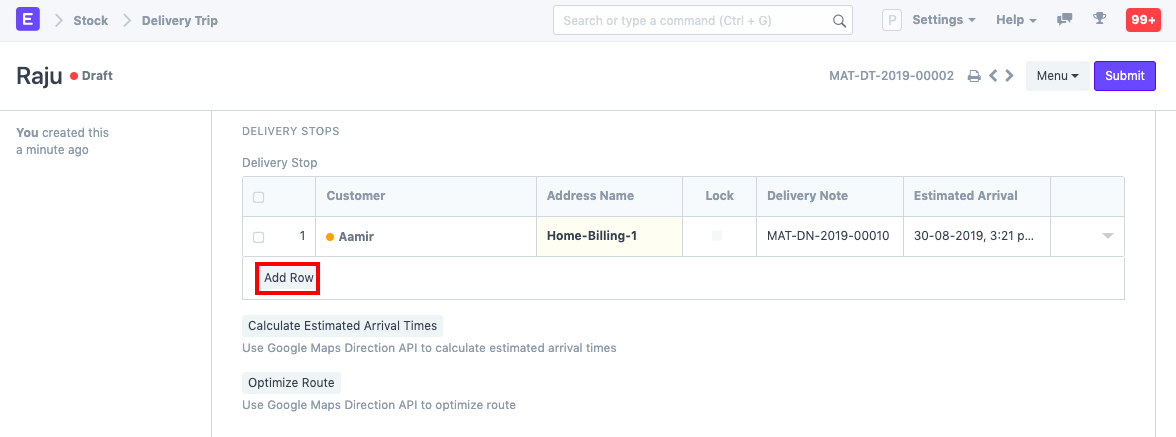 E Stock Delivery Trip Search or type a command (Ctrl + G) P Settings Help 99+
Raju Draft MAT-DT-2019-00002 Menu Submit
You created this
a minute ago
DELIVERY STOPS
Delivery Stop
Customer Address Name Lock Delivery Note Estimated Arrival
1 Aamir Home-Billing-1 MAT-DN-2019-00010 30-08-2019, 3:21 p...
Add Row
Calculate Estimated Arrival Times
Use Google Maps Direction API to calculate estimated arrival times
Optimize Route
Use Google Maps Direction API to optimize route